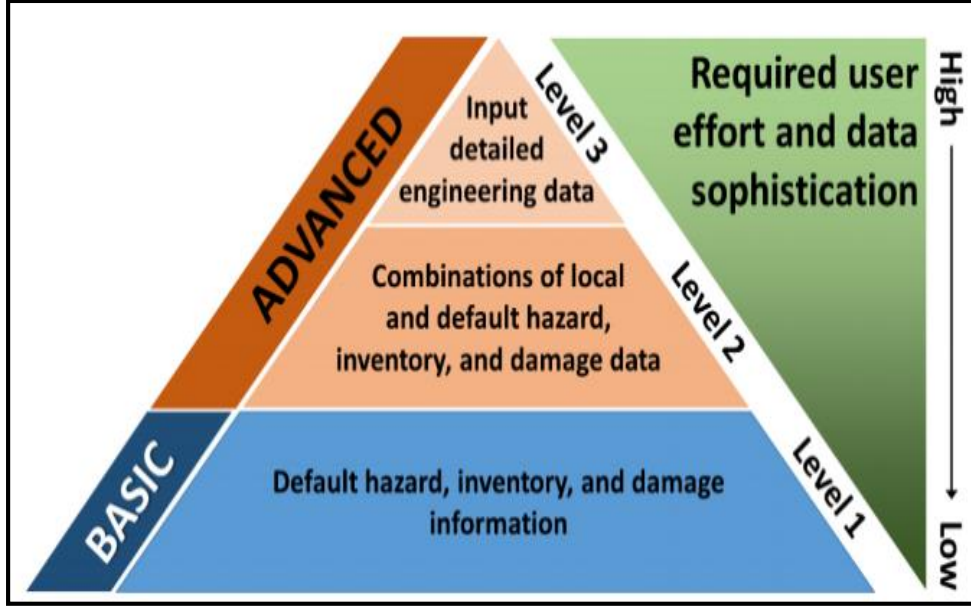 ADVANCED
BASIC
Input
detailed
engineering data
Level 3
Combinations of local
and default hazard,
inventory, and damage data
Level 2
Default hazard, inventory, and damage
information
Level 1
Required user
effort and data
sophistication
High
Low